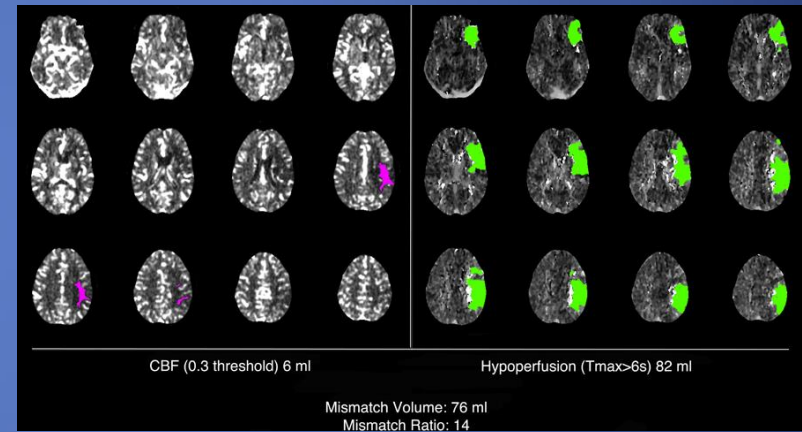 CBF (0.3 threshold) 6 ml
Hypoperfusion (Tmax>6s) 82 ml
Mismatch Volume: 76 ml
Mismatch Ratio: 14